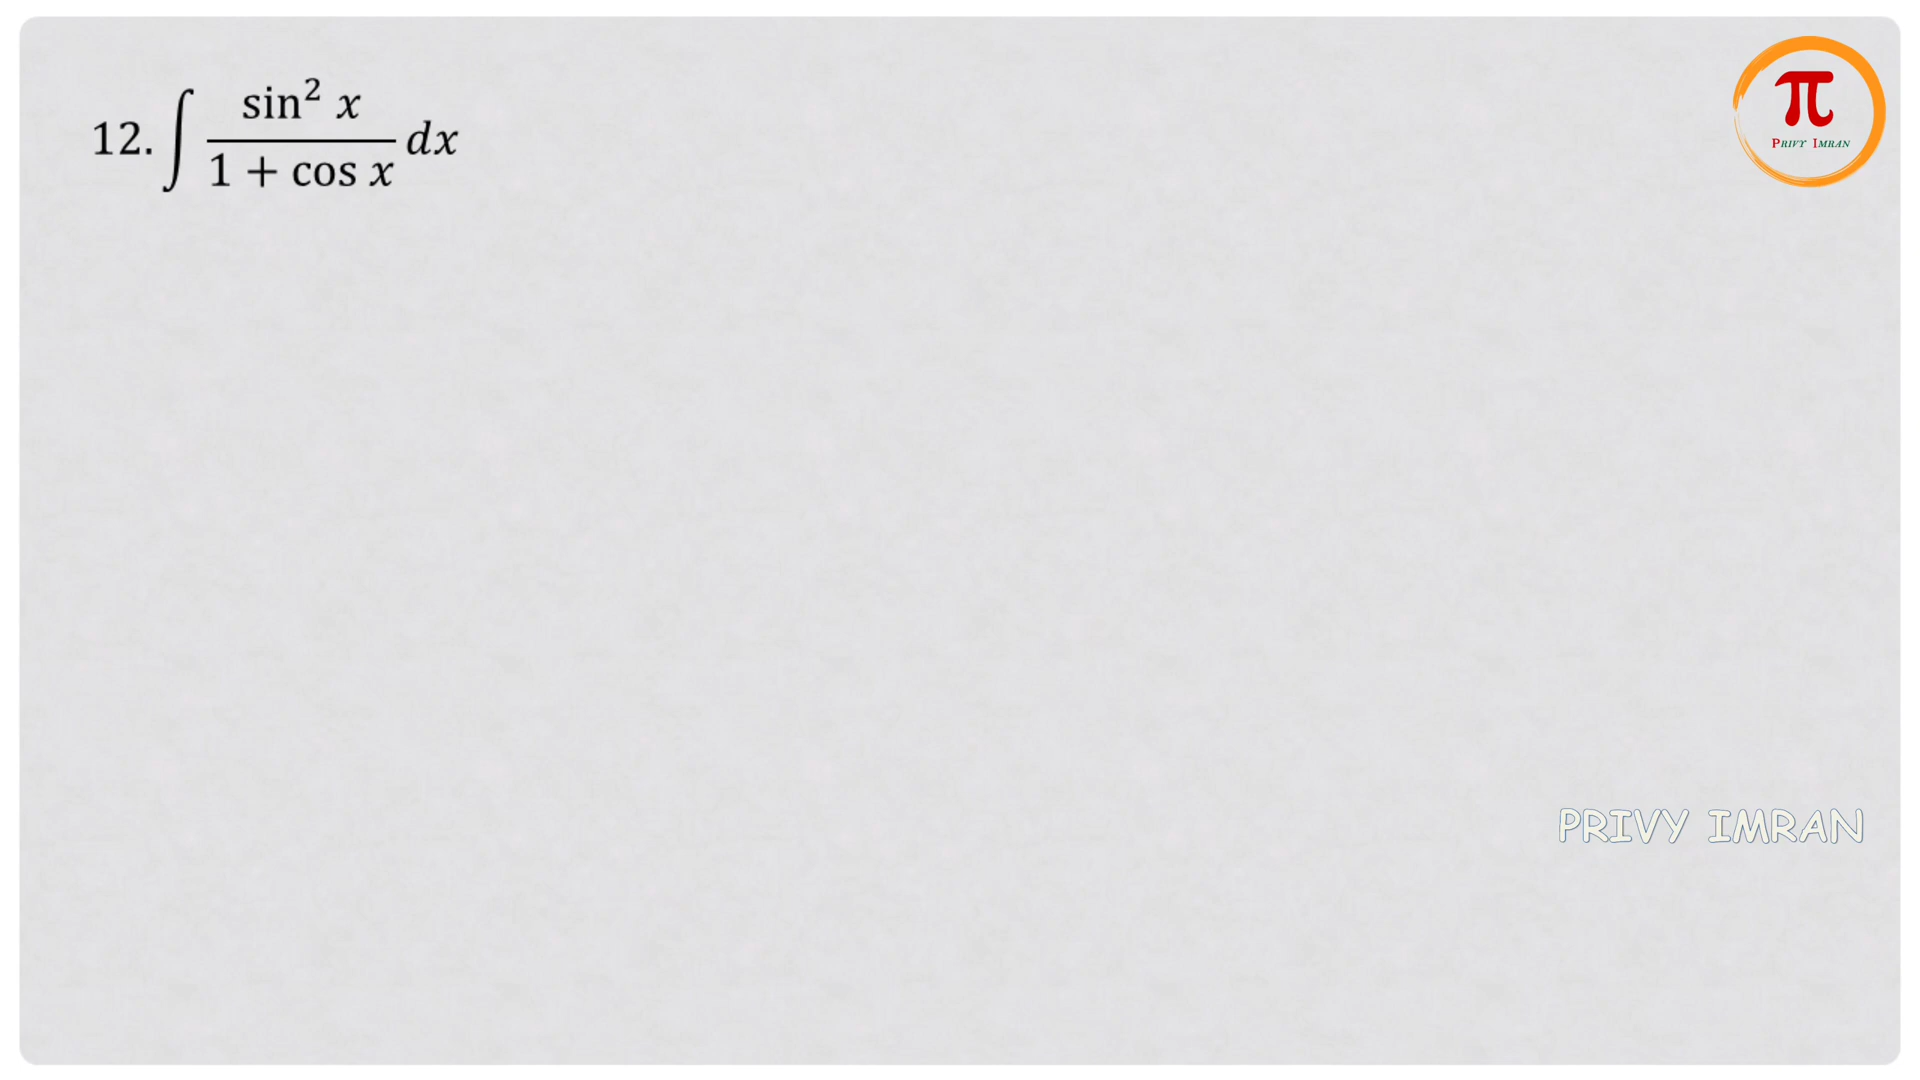 12. ∫ sin² x / (1 + cos x) dx
π
PRIVY IMRAN
PRIVY IMRAN